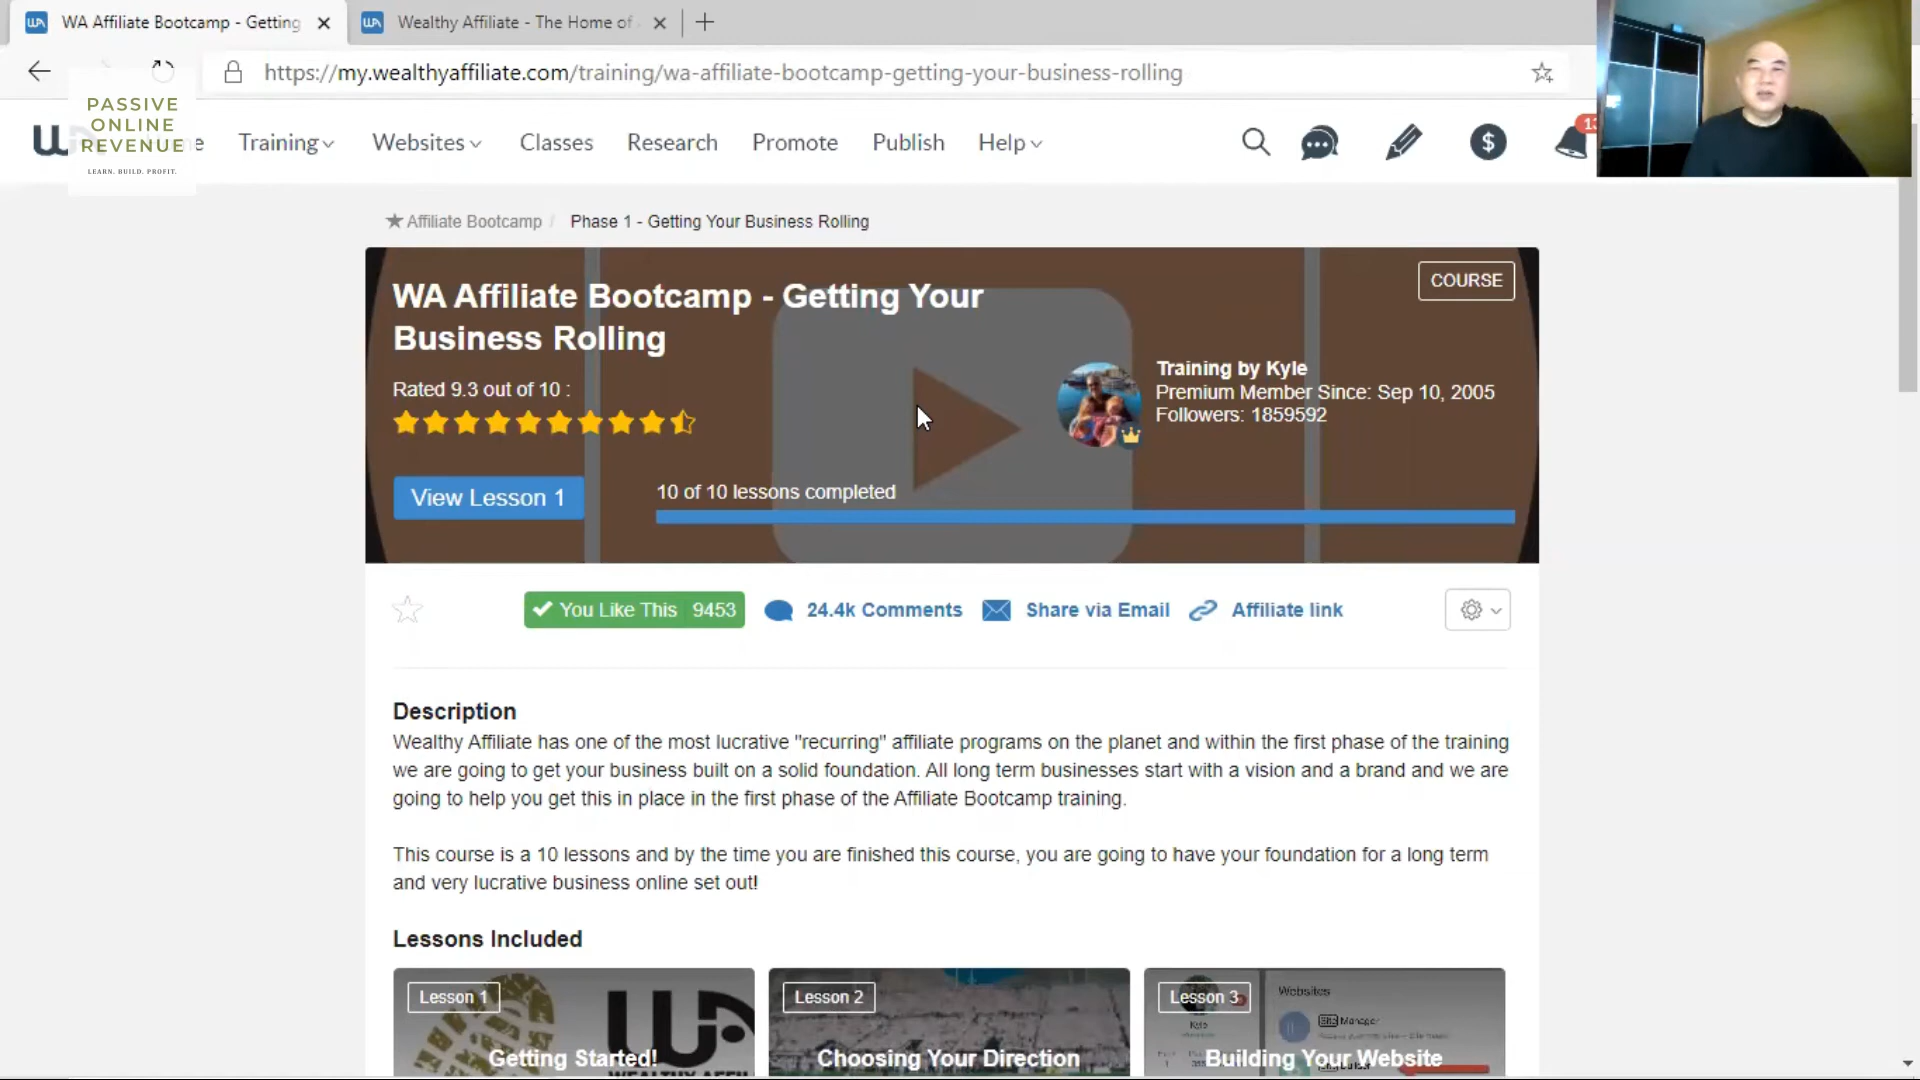 WA Affiliate Bootcamp - Getting
Wealthy Affiliate - The Home of
https://my.wealthyaffiliate.com/training/wa-affiliate-bootcamp-getting-your-business-rolling
PASSIVE
ONLINE
REVENUE
LEARN. BUILD. PROFIT.
Training
Websites
Classes
Research
Promote
Publish
Help
Affiliate Bootcamp / Phase 1 - Getting Your Business Rolling
WA Affiliate Bootcamp - Getting Your
Business Rolling
COURSE
Rated 9.3 out of 10 :
Training by Kyle
Premium Member Since: Sep 10, 2005
Followers: 1859592
View Lesson 1
10 of 10 lessons completed
You Like This 9453
24.4k Comments
Share via Email
Affiliate link
Description
Wealthy Affiliate has one of the most lucrative "recurring" affiliate programs on the planet and within the first phase of the training
we are going to get your business built on a solid foundation. All long term businesses start with a vision and a brand and we are
going to help you get this in place in the first phase of the Affiliate Bootcamp training.
This course is a 10 lessons and by the time you are finished this course, you are going to have your foundation for a long term
and very lucrative business online set out!
Lessons Included
Lesson 1
Getting Started!
Lesson 2
Choosing Your Direction
Lesson 3
Websites
Site Manager
Kyle
Building Your Website